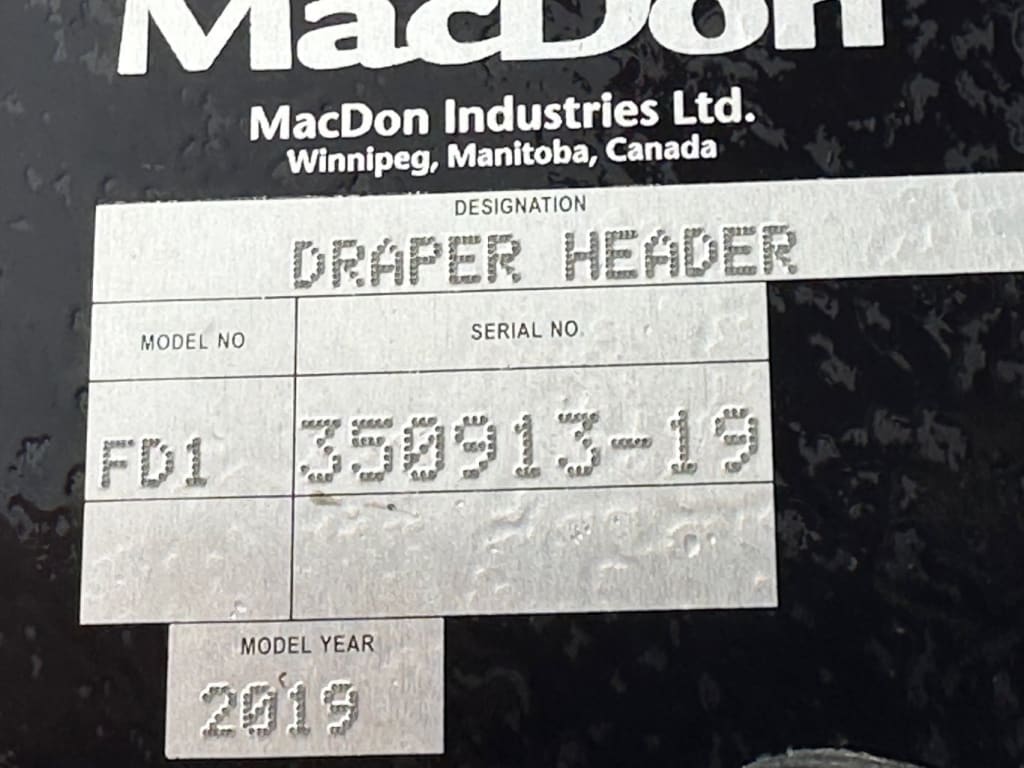 MacDon
MacDon Industries Ltd.
Winnipeg, Manitoba, Canada
DESIGNATION
DRAPER HEADER
MODEL NO
SERIAL NO.
FD1
350913-19
MODEL YEAR
2019